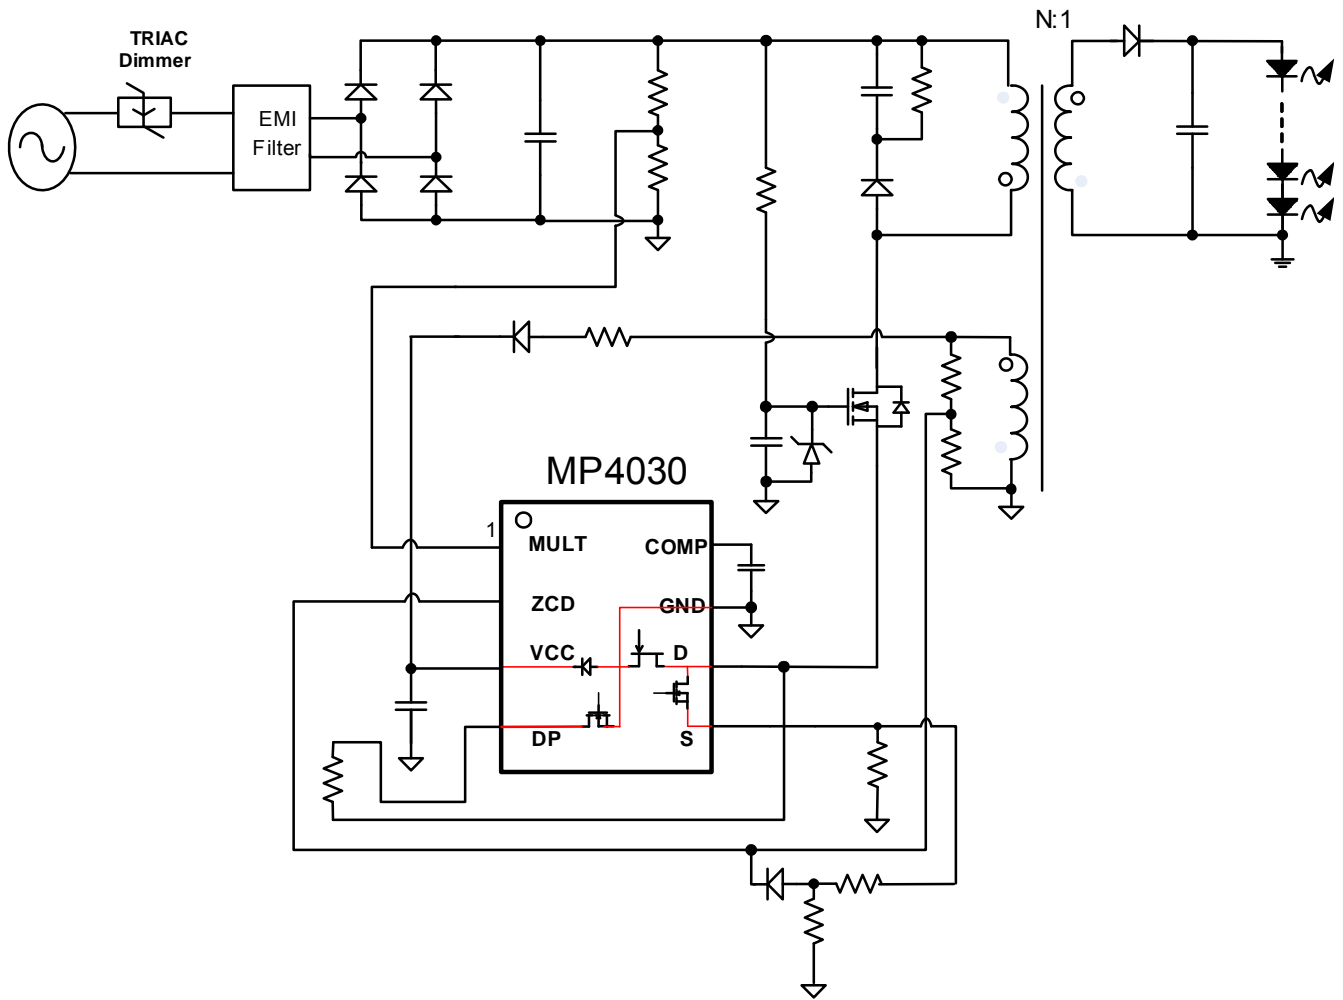 N:1
TRIAC
Dimmer
EMI
Filter
MP4030
1
MULT COMP
ZCD GND
VCC D
DP S